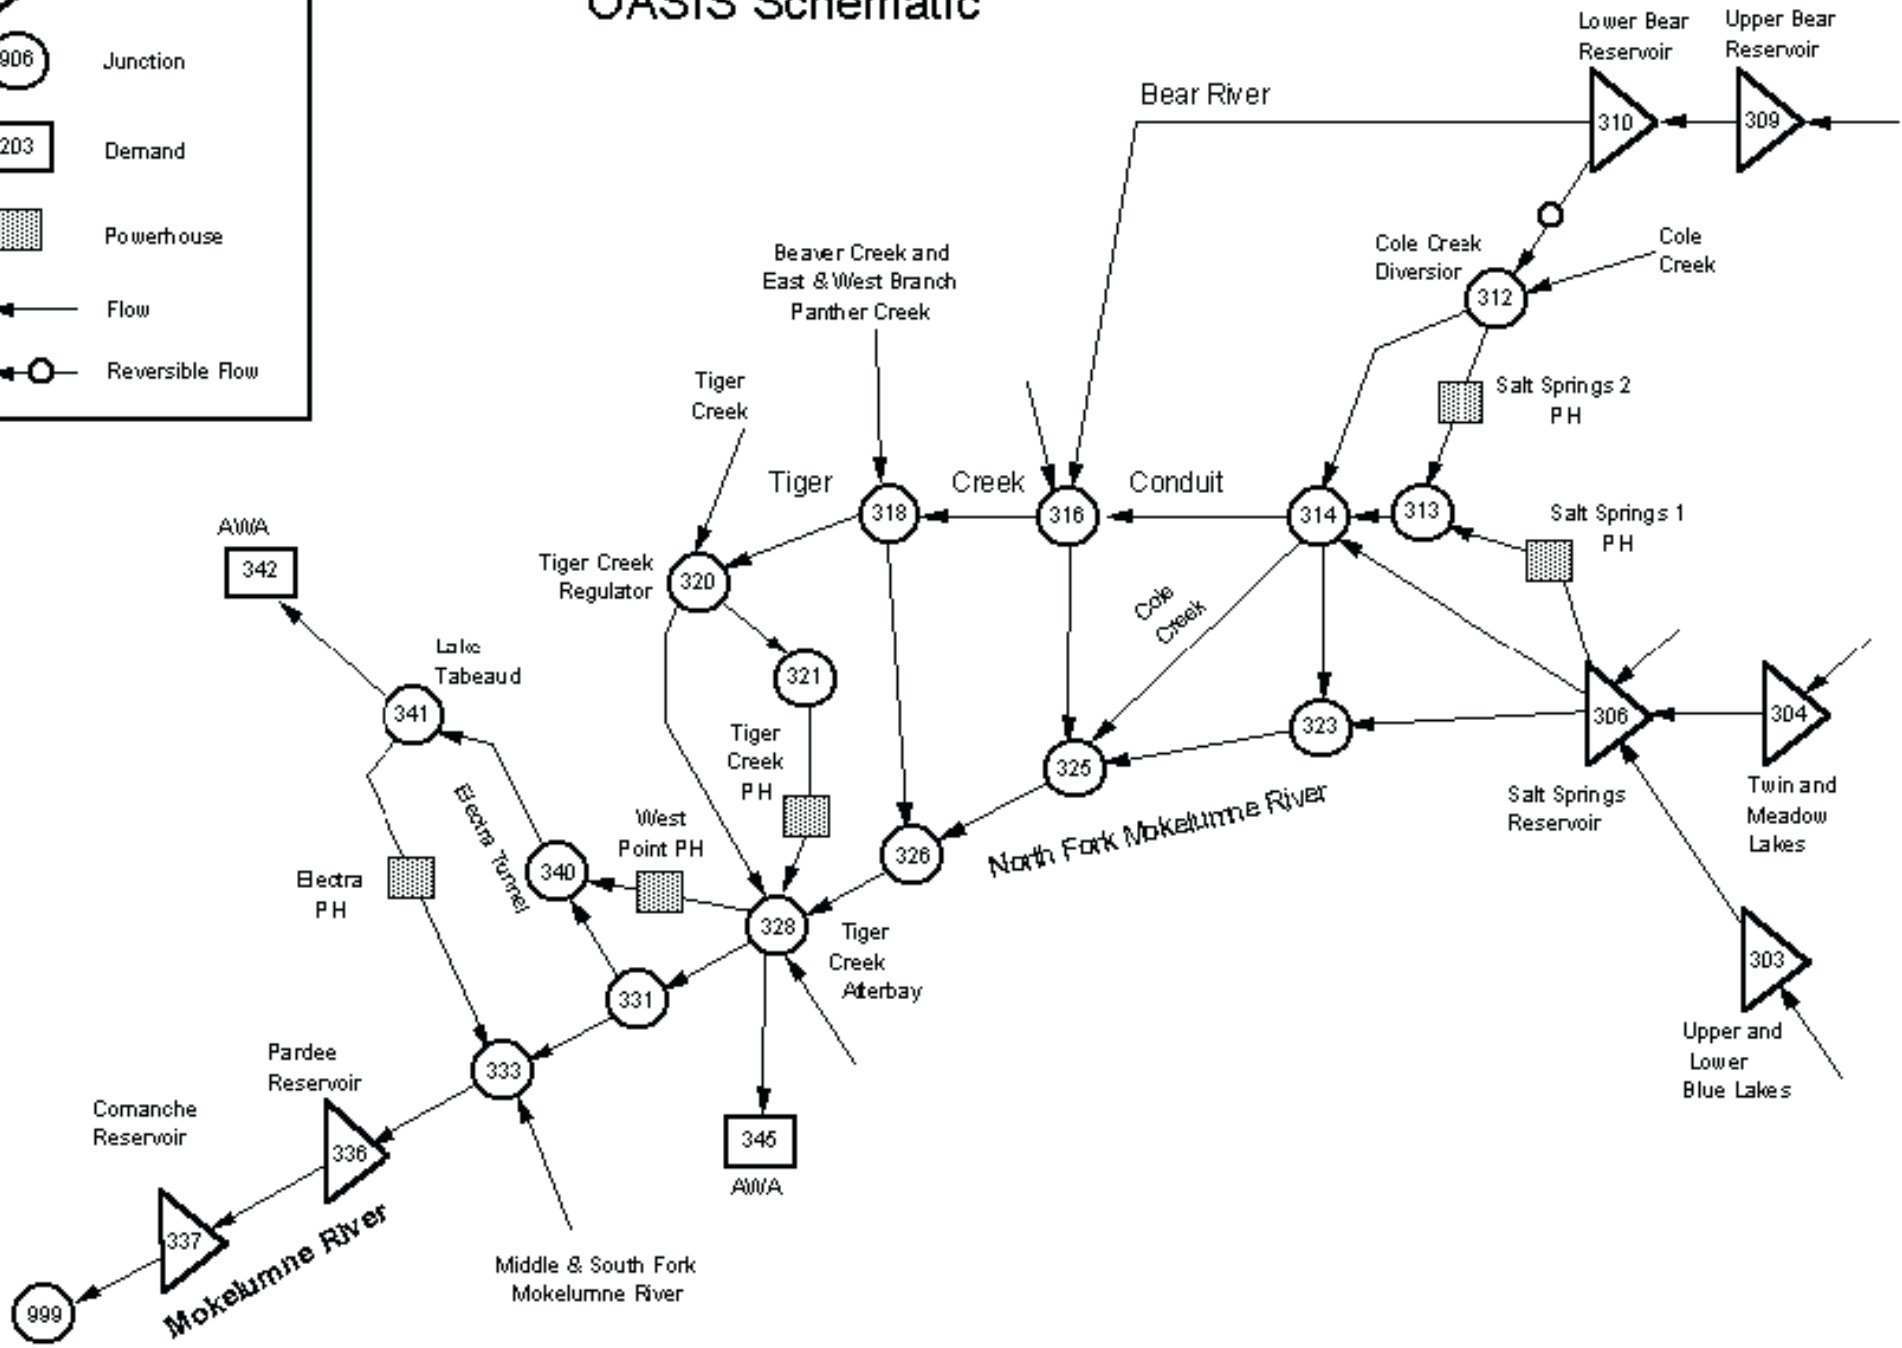 OASIS Schematic
906
Junction
203
Demand
Powerhouse
Flow
Reversible Flow
Lower Bear
Reservoir
Upper Bear
Reservoir
Bear River
310
309
Cole Creek
Diversior
Cole
Creek
312
Beaver Creek and
East & West Branch
Panther Creek
Salt Springs 2
PH
Tiger
Creek
Tiger
Creek
Conduit
318
316
314
313
Salt Springs 1
PH
AWA
342
Tiger Creek
Regulator
320
Cole
Creek
Lake
Tabeaud
321
341
323
306
304
Tiger
Creek
PH
325
Salt Springs
Reservoir
Twin and
Meadow
Lakes
Electra Tunnel
West
Point PH
326
North Fork Mokelumne River
Electra
PH
340
328
Tiger
Creek
Afterbay
303
331
Upper and
Lower
Blue Lakes
Pardee
Reservoir
333
Comanche
Reservoir
345
AWA
336
337
Mokelumne River
Middle & South Fork
Mokelumne River
999